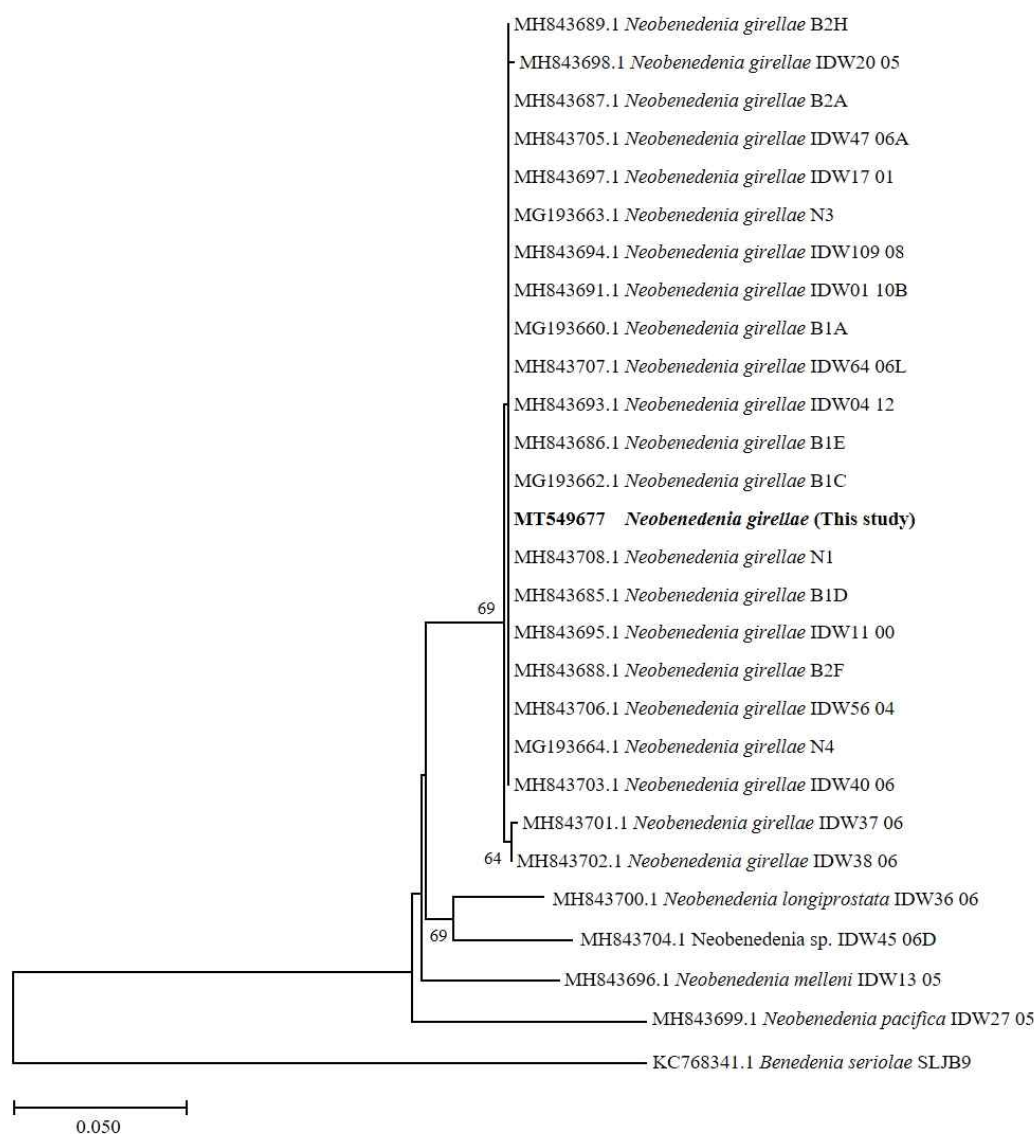 MH843689.1 Neobenedenia girellae B2H
MH843698.1 Neobenedenia girellae IDW20 05
MH843687.1 Neobenedenia girellae B2A
MH843705.1 Neobenedenia girellae IDW47 06A
MH843697.1 Neobenedenia girellae IDW17 01
MG193663.1 Neobenedenia girellae N3
MH843694.1 Neobenedenia girellae IDW109 08
MH843691.1 Neobenedenia girellae IDW01 10B
MG193660.1 Neobenedenia girellae B1A
MH843707.1 Neobenedenia girellae IDW64 06L
MH843693.1 Neobenedenia girellae IDW04 12
MH843686.1 Neobenedenia girellae B1E
MG193662.1 Neobenedenia girellae B1C
MT549677 Neobenedenia girellae (This study)
MH843708.1 Neobenedenia girellae N1
MH843685.1 Neobenedenia girellae B1D
69
MH843695.1 Neobenedenia girellae IDW11 00
MH843688.1 Neobenedenia girellae B2F
MH843706.1 Neobenedenia girellae IDW56 04
MG193664.1 Neobenedenia girellae N4
MH843703.1 Neobenedenia girellae IDW40 06
MH843701.1 Neobenedenia girellae IDW37 06
64
MH843702.1 Neobenedenia girellae IDW38 06
MH843700.1 Neobenedenia longiprostata IDW36 06
69
MH843704.1 Neobenedenia sp. IDW45 06D
MH843696.1 Neobenedenia melleni IDW13 05
MH843699.1 Neobenedenia pacifica IDW27 05
KC768341.1 Benedenia seriolae SLJB9
0.050